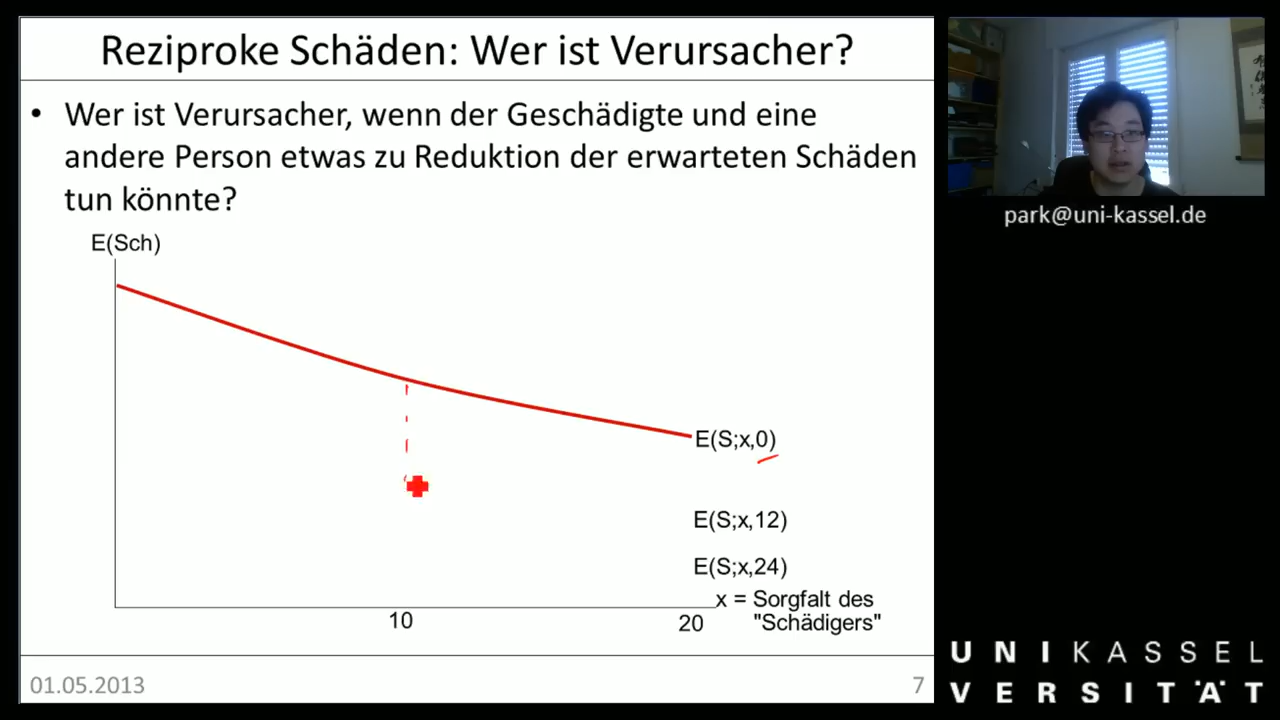 Reziproke Schäden: Wer ist Verursacher?
• Wer ist Verursacher, wenn der Geschädigte und eine
andere Person etwas zu Reduktion der erwarteten Schäden
tun könnte?
E(Sch)
E(S;x,0)
E(S;x,12)
E(S;x,24)
x = Sorgfalt des
"Schädigers"
10
20
01.05.2013
7
park@uni-kassel.de
UNIKASSEL
VERSITÄT